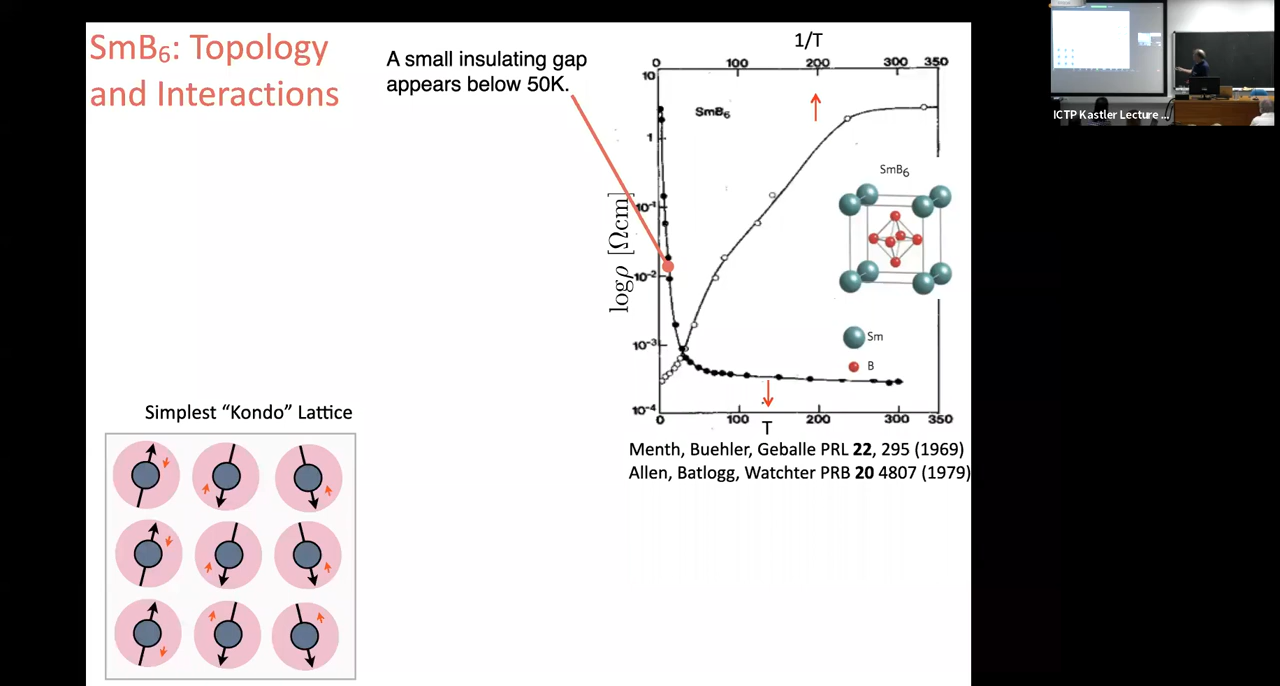 SmB₆: Topology
and Interactions
A small insulating gap
appears below 50K.
1/T
0 100 200 300 350
10
1
10⁻¹
10⁻²
10⁻³
10⁻⁴
logρ [Ωcm]
SmB₆
SmB₆
Sm
B
0 100 200 300 350
T
Menth, Buehler, Geballe PRL 22, 295 (1969)
Allen, Batlogg, Watchter PRB 20 4807 (1979)
Simplest “Kondo” Lattice
ICTP Kastler Lecture ...